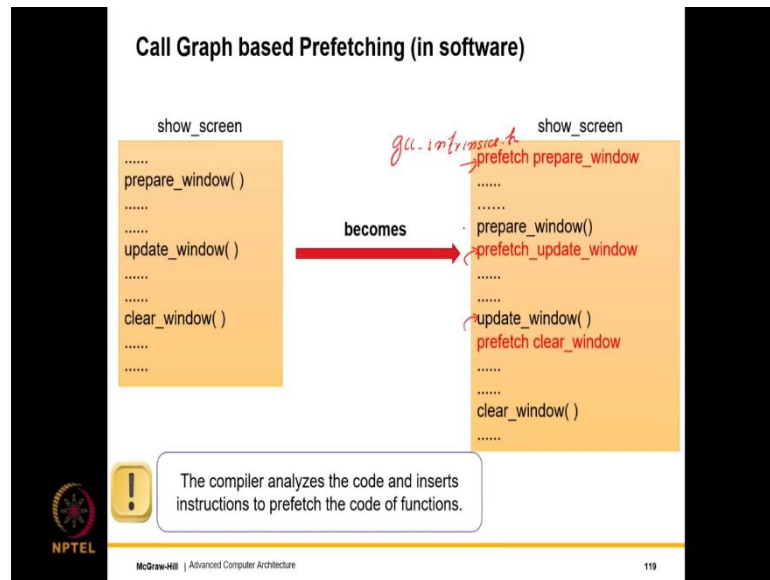 Call Graph based Prefetching (in software)
show_screen
......
prepare_window( )
......
......
update_window( )
......
......
clear_window( )
......
......
becomes
show_screen
prefetch prepare_window
......
......
prepare_window()
prefetch_update_window
......
......
update_window( )
prefetch clear_window
......
......
clear_window( )
......
!
The compiler analyzes the code and inserts
instructions to prefetch the code of functions.
NPTEL
McGraw-Hill | Advanced Computer Architecture
119